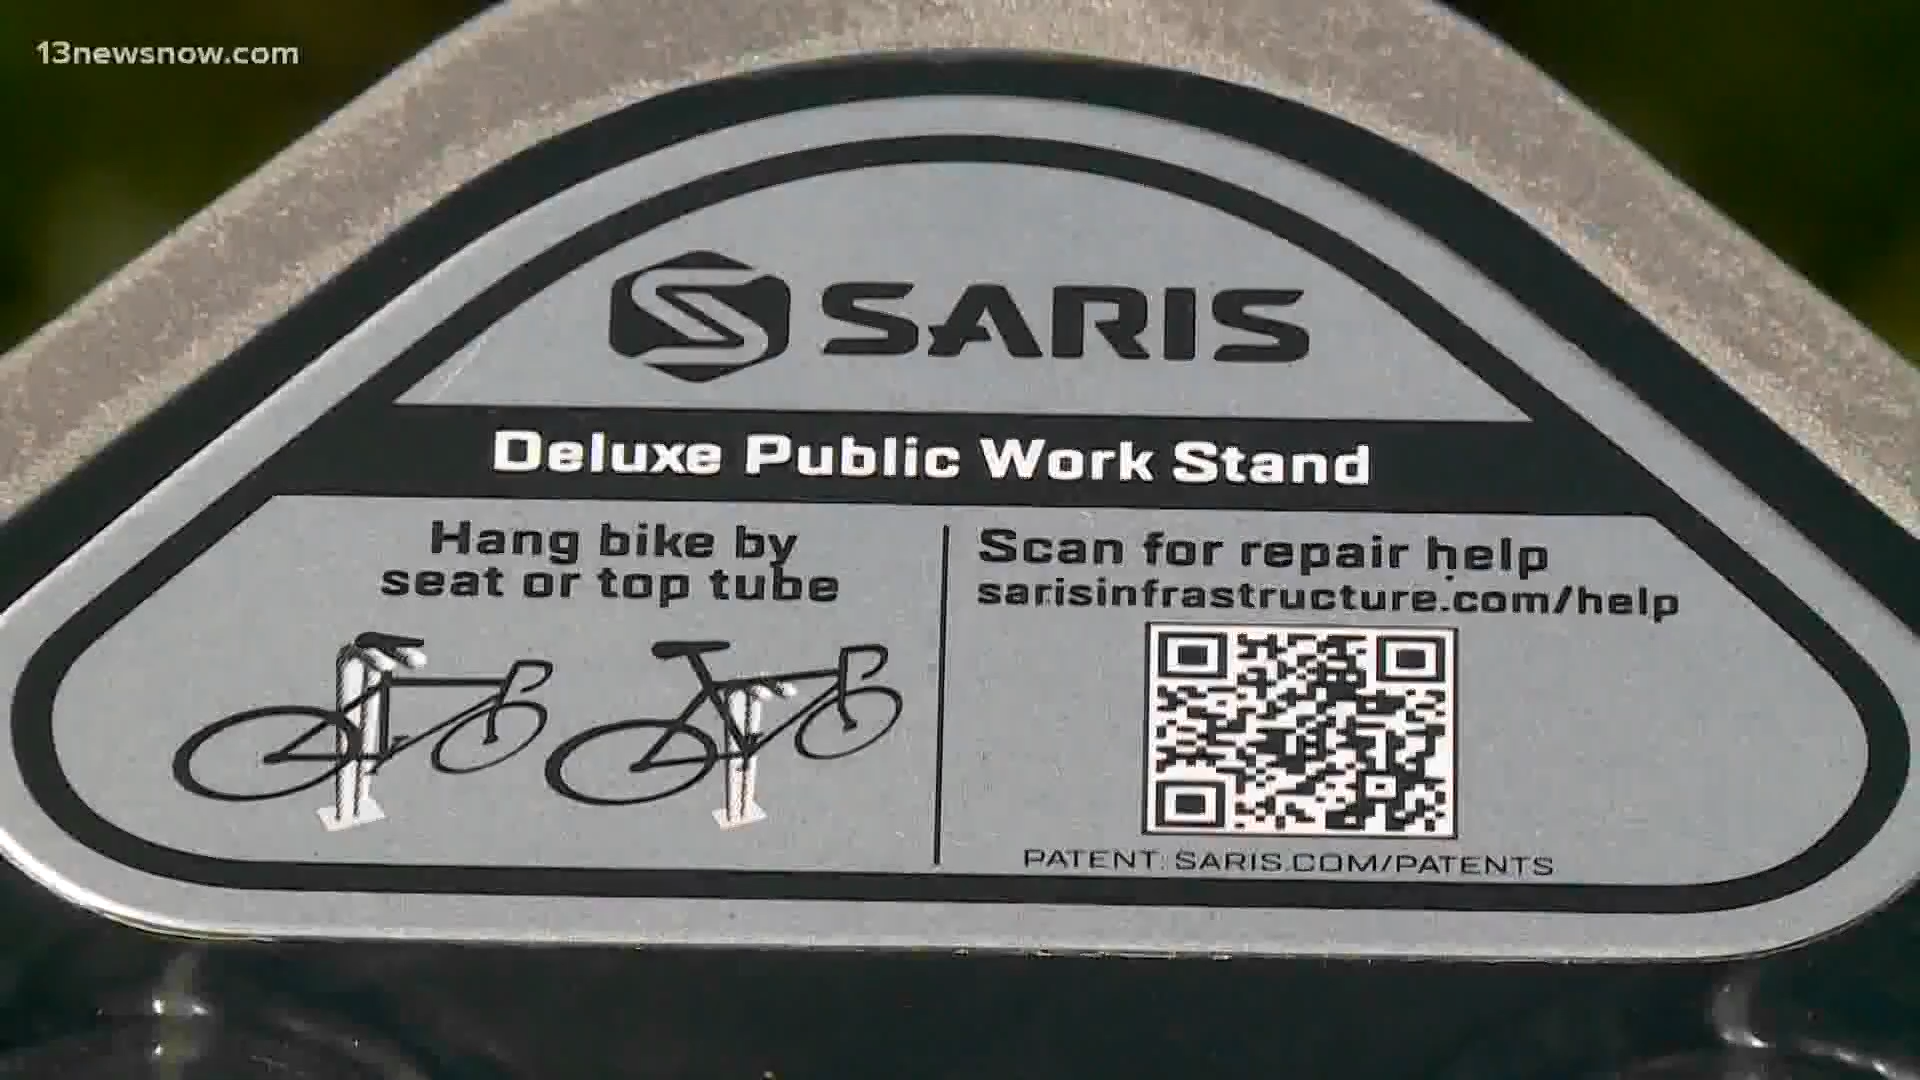 13newsnow.com
SARIS
Deluxe Public Work Stand
Hang bike by
seat or top tube
Scan for repair help
sarisinfrastructure.com/help
PATENT: SARIS.COM/PATENTS